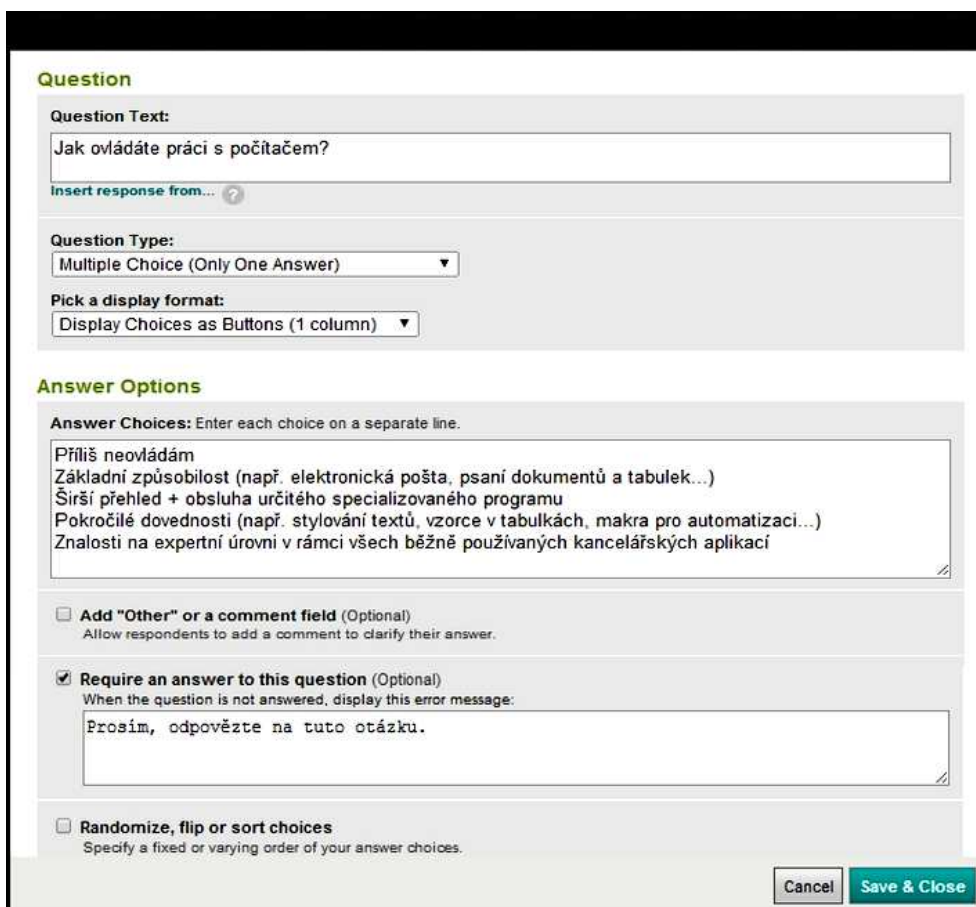 Question
Question Text:
Jak ovládáte práci s počítačem?
Insert response from... ?
Question Type:
Multiple Choice (Only One Answer)
Pick a display format:
Display Choices as Buttons (1 column)
Answer Options
Answer Choices: Enter each choice on a separate line.
Příliš neovládám
Základní způsobilost (např. elektronická pošta, psaní dokumentů a tabulek...)
Širší přehled + obsluha určitého specializovaného programu
Pokročilé dovednosti (např. stylování textů, vzorce v tabulkách, makra pro automatizaci...)
Znalosti na expertní úrovni v rámci všech běžně používaných kancelářských aplikací
Add "Other" or a comment field (Optional)
Allow respondents to add a comment to clarify their answer.
Require an answer to this question (Optional)
When the question is not answered, display this error message:
Prosím, odpovězte na tuto otázku.
Randomize, flip or sort choices
Specify a fixed or varying order of your answer choices.
Cancel Save & Close